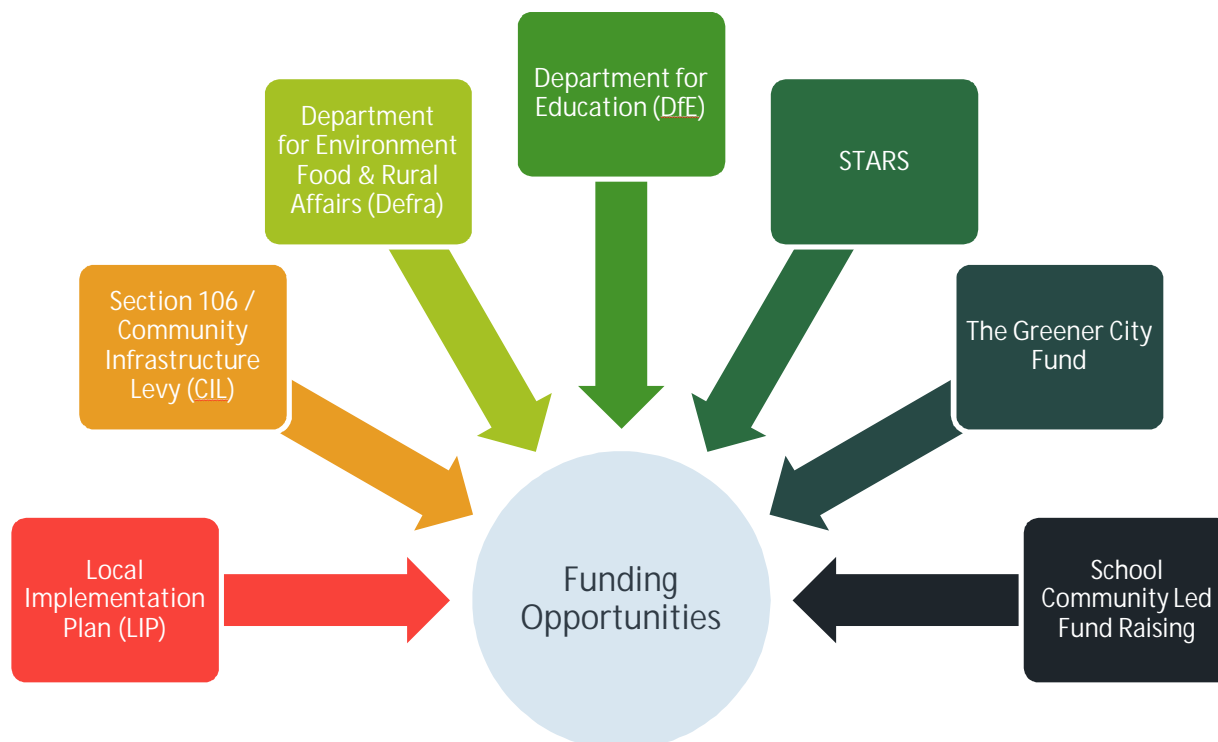 Local
Implementation
Plan (LIP)
Section 106 /
Community
Infrastructure
Levy (CIL)
Department
for Environment
Food & Rural
Affairs (Defra)
Department for
Education (DfE)
STARS
The Greener City
Fund
School
Community Led
Fund Raising
Funding
Opportunities